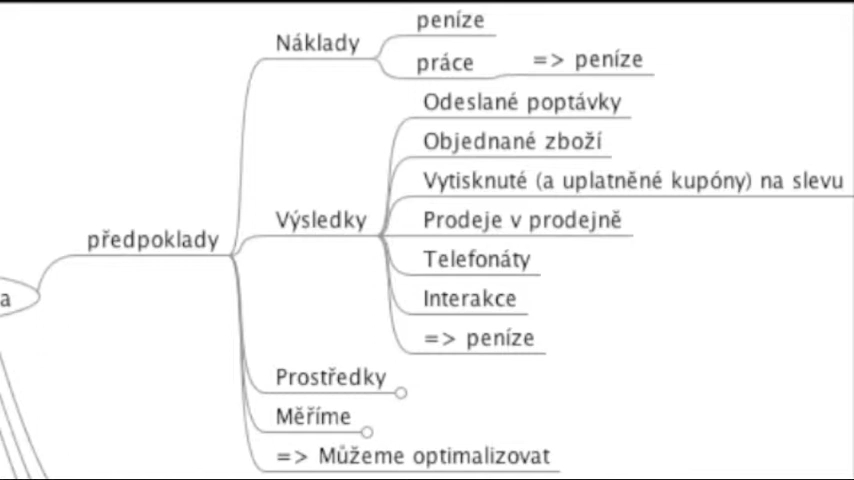 peníze
Náklady
práce
=> peníze
Odeslané poptávky
Objednané zboží
Vytisknuté (a uplatněné kupóny) na slevu
Výsledky
Prodeje v prodejně
předpoklady
Telefonáty
a
Interakce
=> peníze
Prostředky
Měříme
=> Můžeme optimalizovat